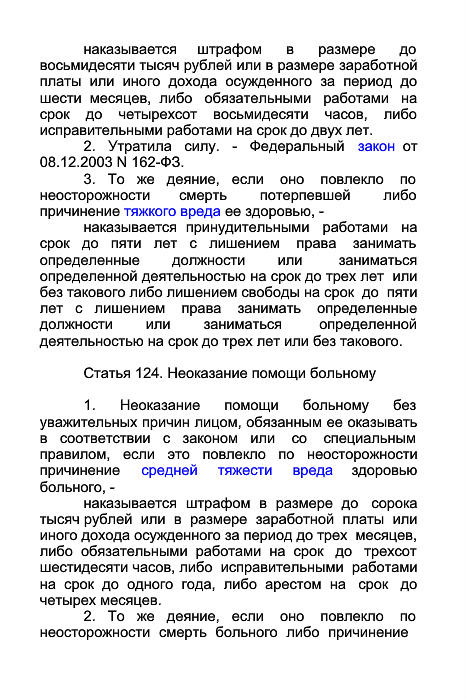 наказывается штрафом в размере до
восьмидесяти тысяч рублей или в размере заработной
платы или иного дохода осужденного за период до
шести месяцев, либо обязательными работами на
срок до четырехсот восьмидесяти часов, либо
исправительными работами на срок до двух лет.
2. Утратила силу. - Федеральный закон от
08.12.2003 N 162-ФЗ.
3. То же деяние, если оно повлекло по
неосторожности смерть потерпевшей либо
причинение тяжкого вреда ее здоровью, -
наказывается принудительными работами на
срок до пяти лет с лишением права занимать
определенные должности или заниматься
определенной деятельностью на срок до трех лет или
без такового либо лишением свободы на срок до пяти
лет с лишением права занимать определенные
должности или заниматься определенной
деятельностью на срок до трех лет или без такового.
Статья 124. Неоказание помощи больному
1. Неоказание помощи больному без
уважительных причин лицом, обязанным ее оказывать
в соответствии с законом или со специальным
правилом, если это повлекло по неосторожности
причинение средней тяжести вреда здоровью
больного, -
наказывается штрафом в размере до сорока
тысяч рублей или в размере заработной платы или
иного дохода осужденного за период до трех месяцев,
либо обязательными работами на срок до трехсот
шестидесяти часов, либо исправительными работами
на срок до одного года, либо арестом на срок до
четырех месяцев.
2. То же деяние, если оно повлекло по
неосторожности смерть больного либо причинение